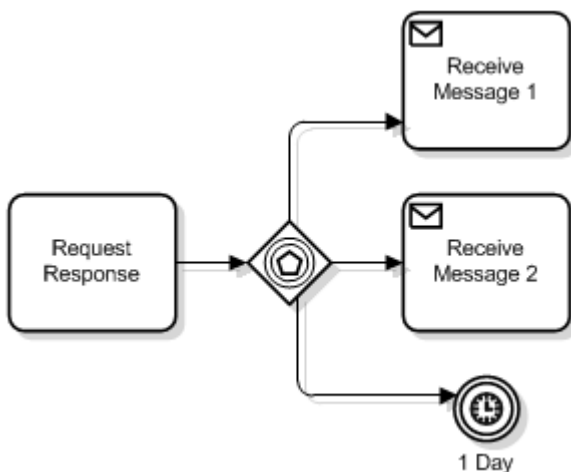 Receive
Message 1
Request
Response
Receive
Message 2
1 Day